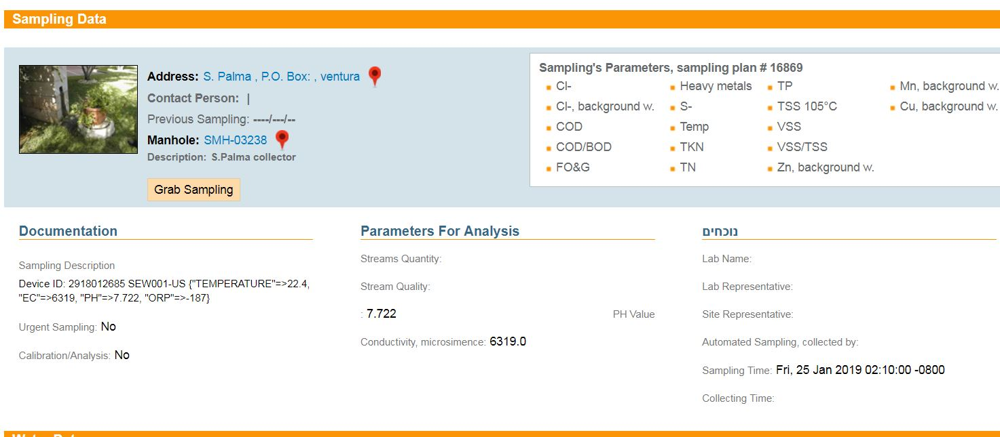 Sampling Data
Address: S. Palma , P.O. Box: , ventura
Contact Person: |
Previous Sampling: ----/---/--
Manhole: SMH-03238
Description: S.Palma collector
Grab Sampling
Sampling's Parameters, sampling plan # 16869
Cl- Heavy metals TP Mn, background w.
Cl-, background w. S- TSS 105°C Cu, background w.
COD Temp VSS
COD/BOD TKN VSS/TSS
FO&G TN Zn, background w.
Documentation
Sampling Description
Device ID: 2918012685 SEW001-US {"TEMPERATURE"=>22.4,
"EC"=>6319, "PH"=>7.722, "ORP"=>-187}
Urgent Sampling: No
Calibration/Analysis: No
Parameters For Analysis
Streams Quantity:
Stream Quality:
: 7.722 PH Value
Conductivity, microsimence: 6319.0
נוכחים
Lab Name:
Lab Representative:
Site Representative:
Automated Sampling, collected by:
Sampling Time: Fri, 25 Jan 2019 02:10:00 -0800
Collecting Time: